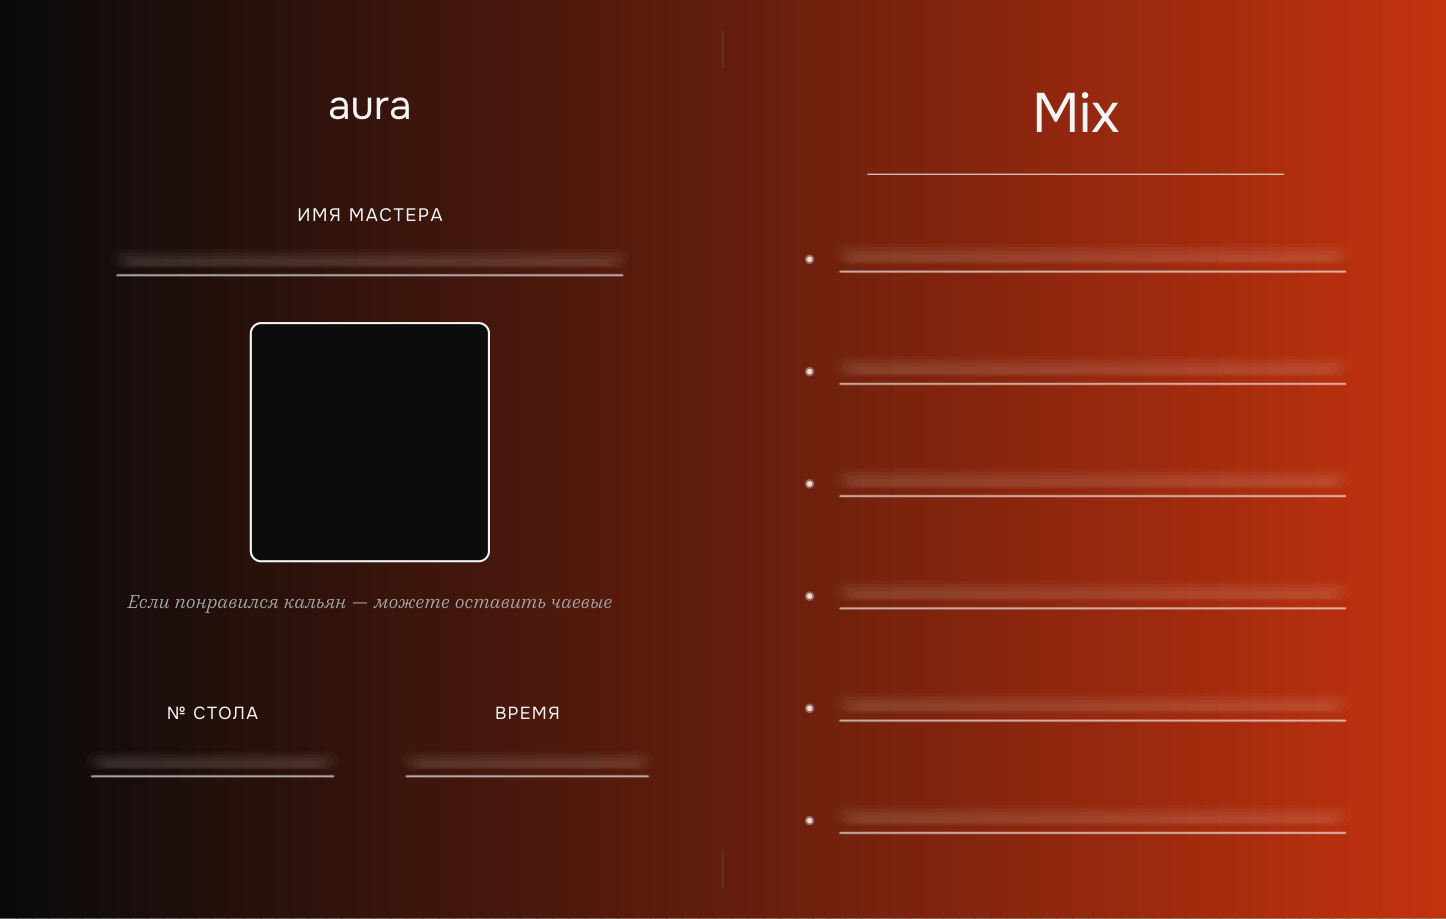 aura
ИМЯ МАСТЕРА
Если понравился кальян — можете оставить чаевые
№ СТОЛА
ВРЕМЯ
Mix